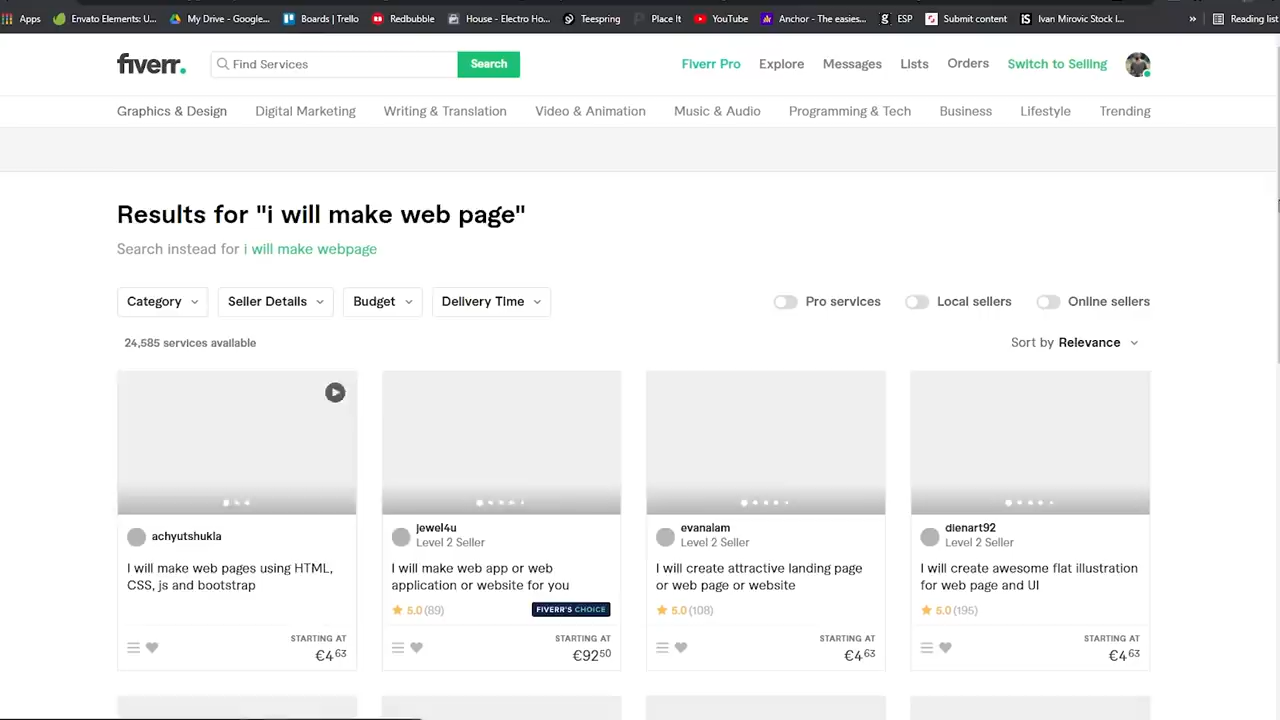 Apps Envato Elements: U... My Drive - Google... Boards | Trello Redbubble House - Electro Ho... Teespring Place It YouTube Anchor - The easies... ESP Submit content Ivan Mirovic Stock I... » Reading list
fiverr. Find Services Search Fiverr Pro Explore Messages Lists Orders Switch to Selling
Graphics & Design Digital Marketing Writing & Translation Video & Animation Music & Audio Programming & Tech Business Lifestyle Trending
Results for "i will make web page"
Search instead for i will make webpage
Category Seller Details Budget Delivery Time Pro services Local sellers Online sellers
24,585 services available Sort by Relevance
achyutshukla
I will make web pages using HTML,
CSS, js and bootstrap
STARTING AT
€4⁶³
jewel4u
Level 2 Seller
I will make web app or web
application or website for you
5.0 (89) FIVERR'S CHOICE
STARTING AT
€92⁵⁰
evanalam
Level 2 Seller
I will create attractive landing page
or web page or website
5.0 (108)
STARTING AT
€4⁶³
dienart92
Level 2 Seller
I will create awesome flat illustration
for web page and UI
5.0 (195)
STARTING AT
€4⁶³